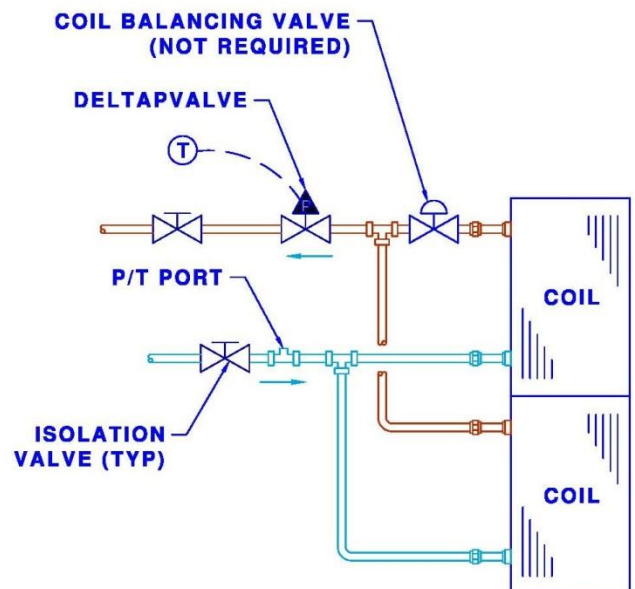 COIL BALANCING VALVE
(NOT REQUIRED)
DELTAPVALVE
T
P
P/T PORT
COIL
ISOLATION
VALVE (TYP)
COIL